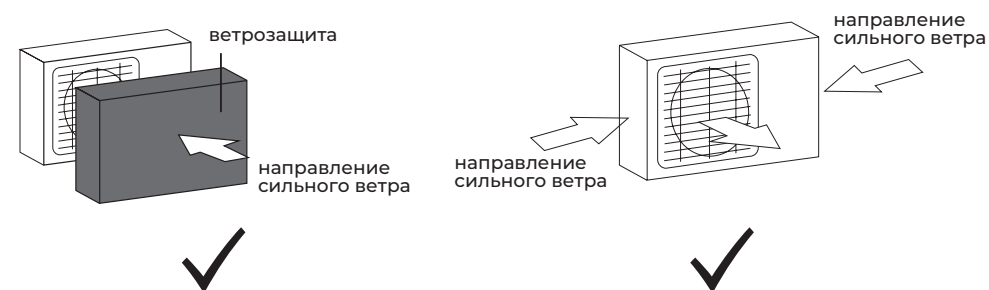 ветрозащита
направление
сильного ветра
направление
сильного ветра
направление
сильного ветра